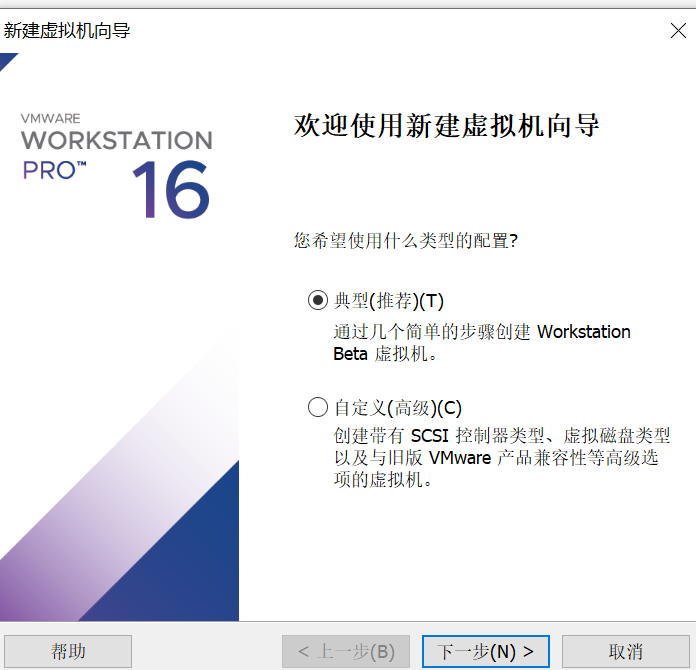 新建虚拟机向导
VMWARE
WORKSTATION
PRO™ 16
欢迎使用新建虚拟机向导
您希望使用什么类型的配置?
典型(推荐)(T)
通过几个简单的步骤创建 Workstation
Beta 虚拟机。
自定义(高级)(C)
创建带有 SCSI 控制器类型、虚拟磁盘类型
以及与旧版 VMware 产品兼容性等高级选
项的虚拟机。
帮助 < 上一步(B) 下一步(N) > 取消